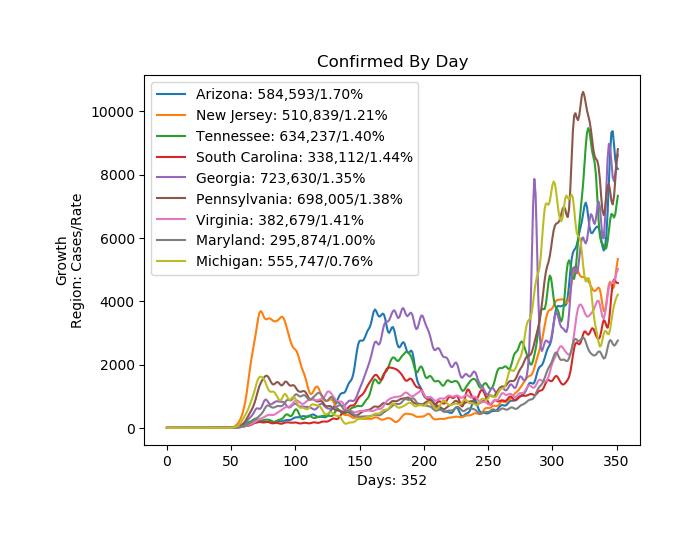 Confirmed By Day
Growth
Region: Cases/Rate
10000
8000
6000
4000
2000
0
Arizona: 584,593/1.70%
New Jersey: 510,839/1.21%
Tennessee: 634,237/1.40%
South Carolina: 338,112/1.44%
Georgia: 723,630/1.35%
Pennsylvania: 698,005/1.38%
Virginia: 382,679/1.41%
Maryland: 295,874/1.00%
Michigan: 555,747/0.76%
0 50 100 150 200 250 300 350
Days: 352